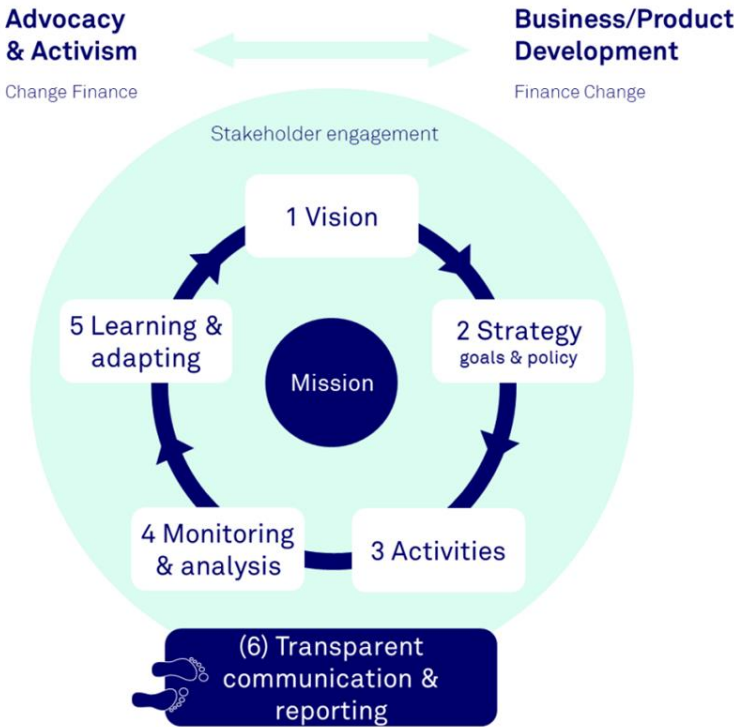 Advocacy
& Activism
Change Finance
Business/Product
Development
Finance Change
Stakeholder engagement
1 Vision
2 Strategy
goals & policy
3 Activities
4 Monitoring
& analysis
5 Learning &
adapting
Mission
(6) Transparent
communication &
reporting